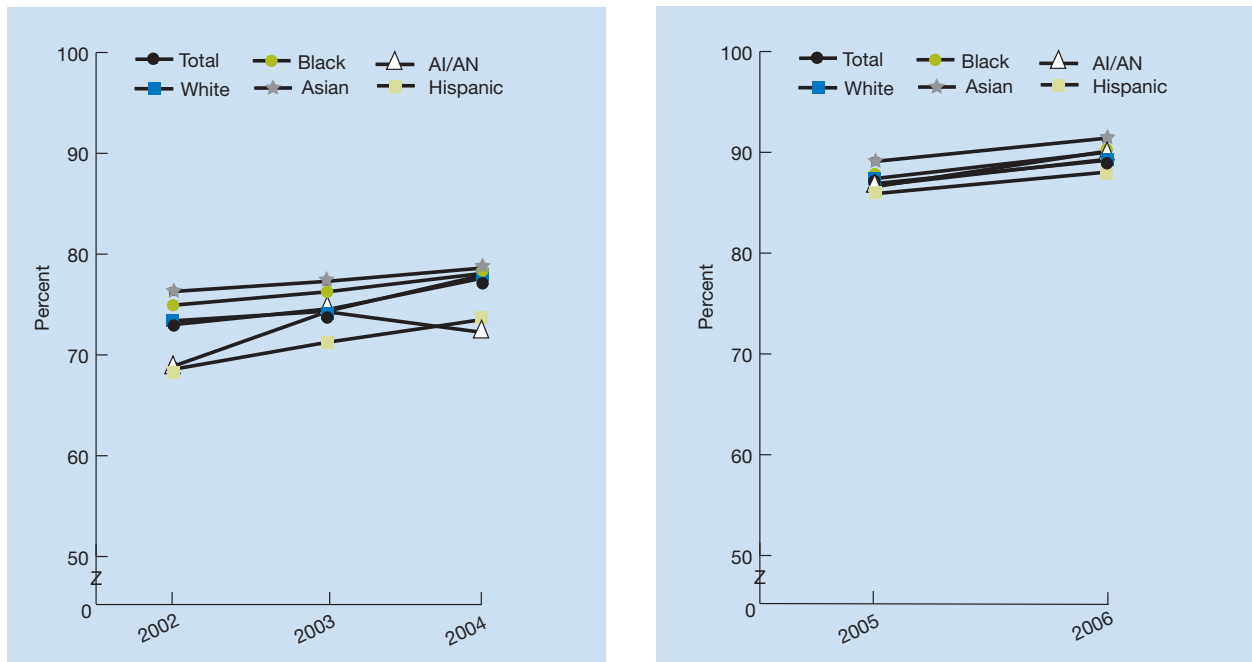 100
Total
Black
AI/AN
White
Asian
Hispanic
90
80
Percent
70
60
50
Z
0
2002
2003
2004
100
Total
Black
AI/AN
White
Asian
Hispanic
90
80
Percent
70
60
50
Z
0
2005
2006